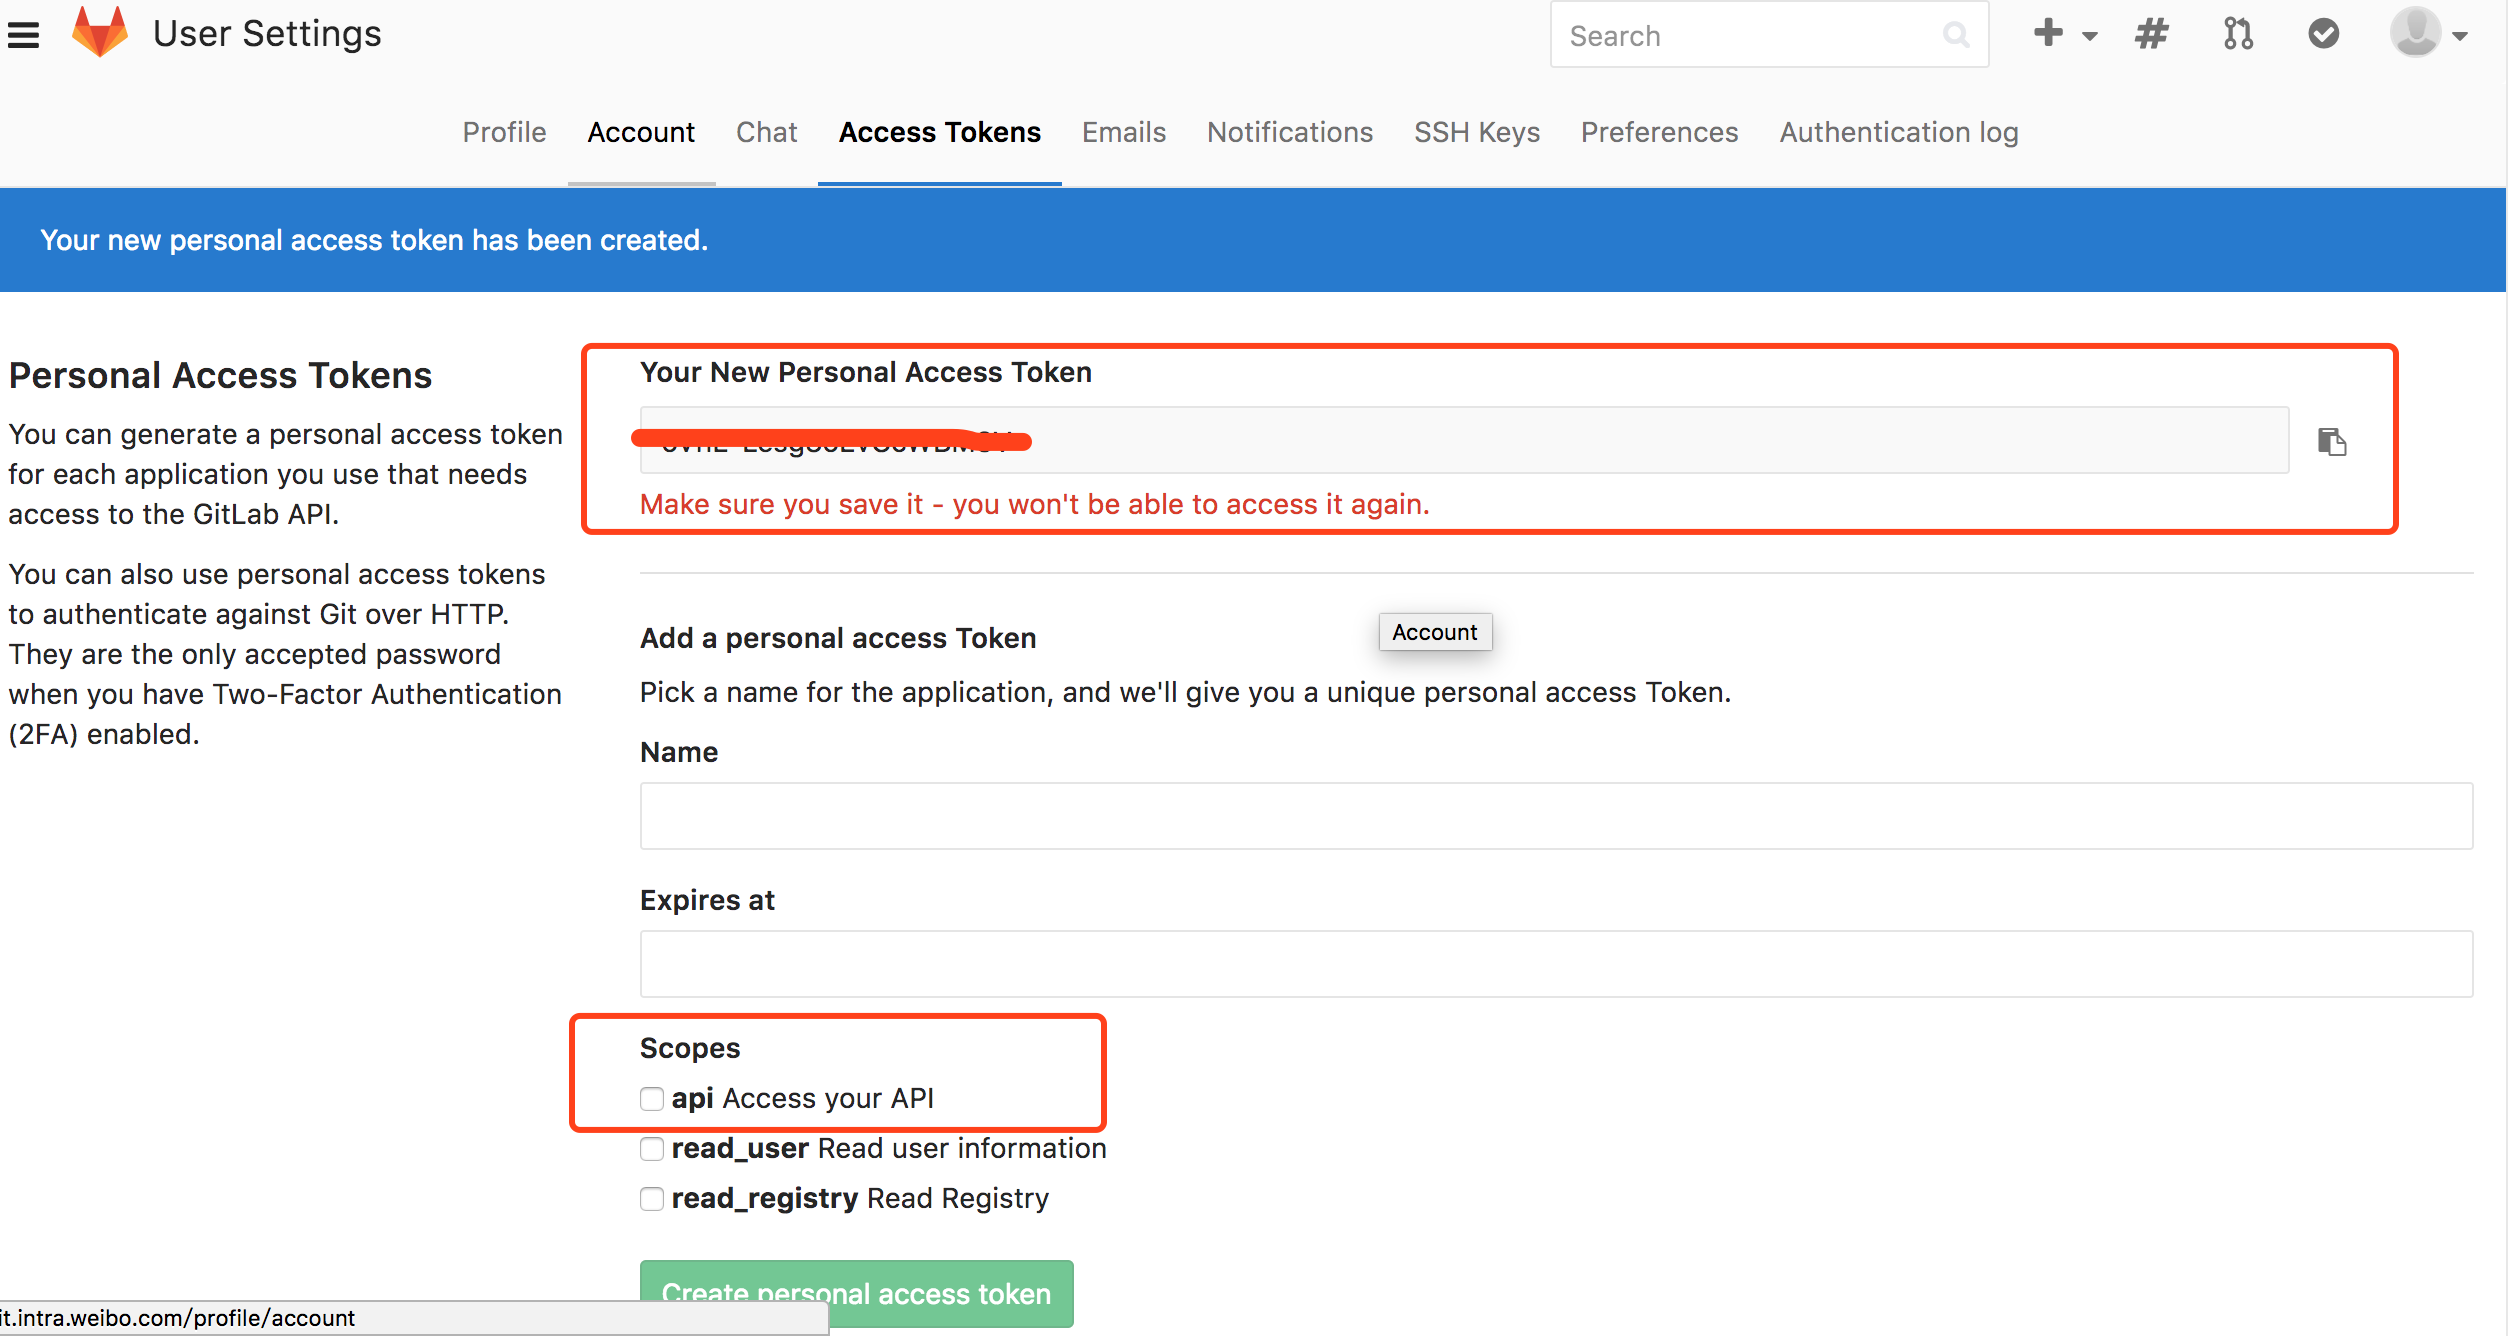 User Settings
Search
Profile Account Chat Access Tokens Emails Notifications SSH Keys Preferences Authentication log
Your new personal access token has been created.
Personal Access Tokens
You can generate a personal access token
for each application you use that needs
access to the GitLab API.
You can also use personal access tokens
to authenticate against Git over HTTP.
They are the only accepted password
when you have Two-Factor Authentication
(2FA) enabled.
Your New Personal Access Token
Make sure you save it - you won't be able to access it again.
Add a personal access Token
Account
Pick a name for the application, and we'll give you a unique personal access Token.
Name
Expires at
Scopes
api Access your API
read_user Read user information
read_registry Read Registry
Create personal access token
it.intra.weibo.com/profile/account